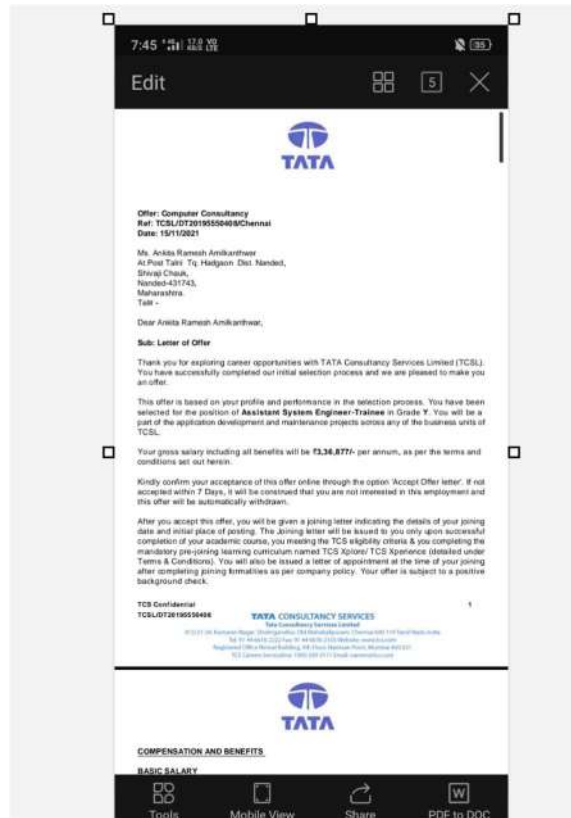 7:45
Edit
5
TATA
Offer: Computer Consultancy
Ref: TCSL/DT20195550408/Chennai
Date: 15/11/2021
Ms. Ankita Ramesh Amilkanthwar
At.Post Talni Tq. Hadgaon Dist. Nanded,
Shivaji Chauk,
Nanded-431743,
Maharashtra.
Tel# -
Dear Ankita Ramesh Amilkanthwar,
Sub: Letter of Offer
Thank you for exploring career opportunities with TATA Consultancy Services Limited (TCSL).
You have successfully completed our initial selection process and we are pleased to make you
an offer.
This offer is based on your profile and performance in the selection process. You have been
selected for the position of Assistant System Engineer-Trainee in Grade Y. You will be a
part of the application development and maintenance projects across any of the business units of
TCSL.
Your gross salary including all benefits will be ₹3,36,877/- per annum, as per the terms and
conditions set out herein.
Kindly confirm your acceptance of this offer online through the option 'Accept Offer letter'. If not
accepted within 7 Days, it will be construed that you are not interested in this employment and
this offer will be automatically withdrawn.
After you accept this offer, you will be given a joining letter indicating the details of your joining
date and initial place of posting. The Joining letter will be issued to you only upon successful
completion of your academic course, you meeting the TCS eligibility criteria & you completing the
mandatory pre-joining learning curriculum named TCS Xplore/ TCS Xperience (detailed under
Terms & Conditions). You will also be issued a letter of appointment at the time of your joining
after completing joining formalities as per company policy. Your offer is subject to a positive
background check.
TCS Confidential 1
TCSL/DT20195550408
TATA CONSULTANCY SERVICES
Tata Consultancy Services Limited
TATA
COMPENSATION AND BENEFITS
BASIC SALARY
Tools Mobile View Share PDF to DOC